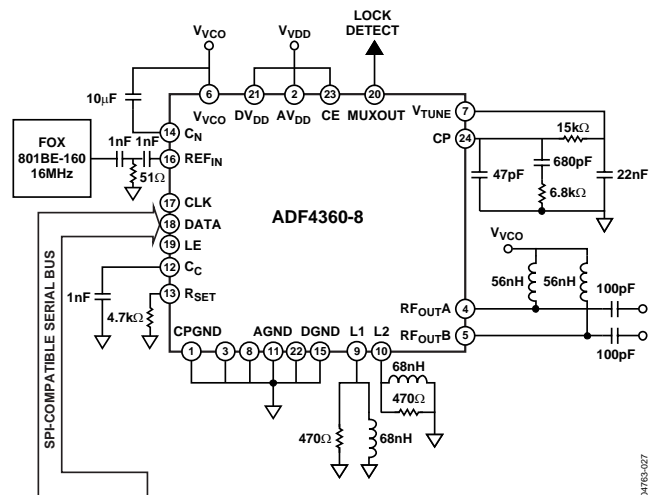 LOCK
DETECT
VVCO
VVDD
10µF
6
21
2
23
20
VVCO
DVDD
AVDD
CE
MUXOUT
VTUNE
7
14
CN
CP
24
15kΩ
FOX
801BE-160
16MHz
1nF
1nF
16
REFIN
51Ω
47pF
680pF
22nF
6.8kΩ
17
CLK
18
DATA
19
LE
ADF4360-8
VVCO
12
CC
56nH
56nH
100pF
1nF
13
RSET
RFOUTA
4
4.7kΩ
RFOUTB
5
100pF
CPGND
AGND
DGND
L1
L2
1
3
8
11
22
15
9
10
68nH
470Ω
470Ω
68nH
SPI-COMPATIBLE SERIAL BUS
04763-027